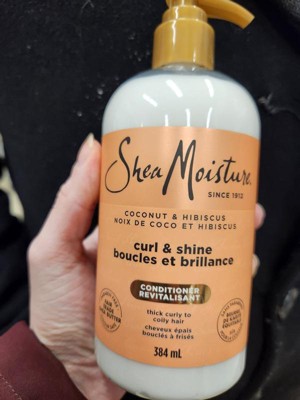 Shea Moisture
SINCE 1912
COCONUT & HIBISCUS
NOIX DE COCO ET HIBISCUS
curl & shine
boucles et brillance
CONDITIONER
REVITALISANT
thick curly to
coily hair
cheveux épais
bouclés à frisés
384 mL